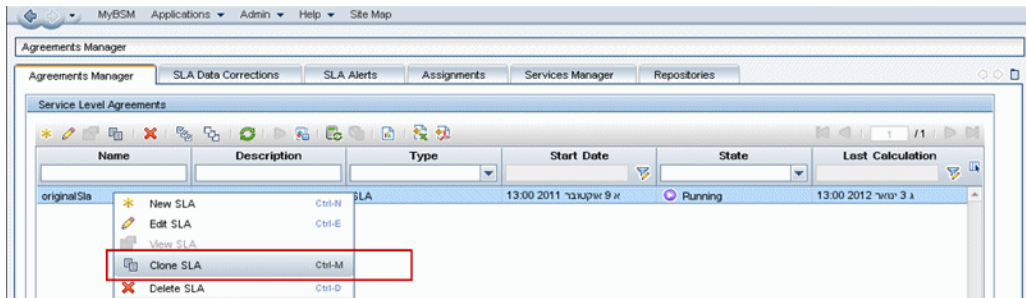 MyBSM Applications Admin Help Site Map
Agreements Manager
Agreements Manager SLA Data Corrections SLA Alerts Assignments Services Manager Repositories
Service Level Agreements
1 /1
Name Description Type Start Date State Last Calculation
originalSla SLA א 9 אוקטובר 2011 13:00 Running ג 3 ינואר 2012 13:00
New SLA Ctrl-N
Edit SLA Ctrl-E
View SLA
Clone SLA Ctrl-M
Delete SLA Ctrl-D